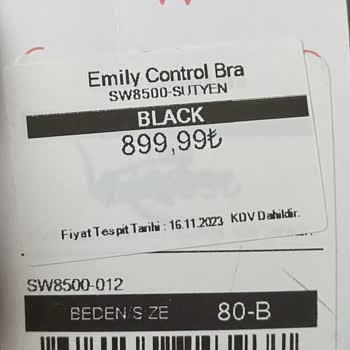 Emily Control Bra
SW8500-SUTYEN
BLACK
899,99₺
Fiyat Tespit Tarihi : 16.11.2023 KDV Dahildir.
SW8500-012
BEDEN/SIZE 80-B